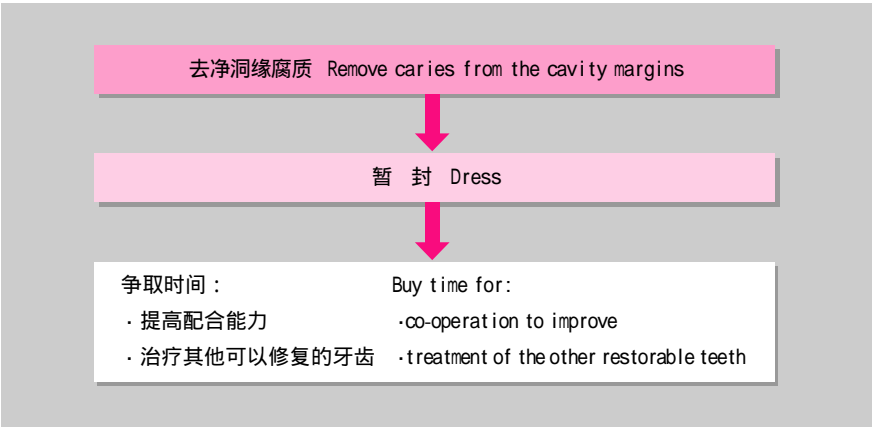 去净洞缘腐质 Remove caries from the cavity margins
暂 封 Dress
争取时间： Buy time for:
·提高配合能力 ·co-operation to improve
·治疗其他可以修复的牙齿 ·treatment of the other restorable teeth